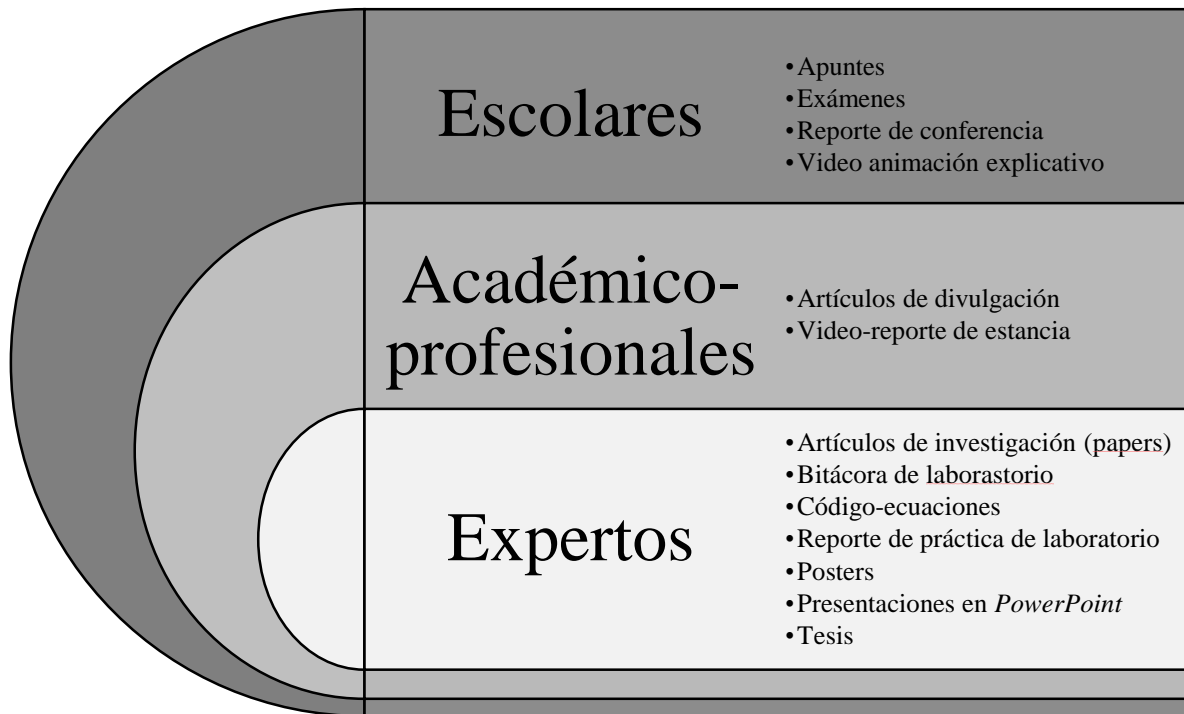 Escolares
•Apuntes
•Exámenes
•Reporte de conferencia
•Video animación explicativo
Académico-
profesionales
•Artículos de divulgación
•Video-reporte de estancia
Expertos
•Artículos de investigación (papers)
•Bitácora de laborastorio
•Código-ecuaciones
•Reporte de práctica de laboratorio
•Posters
•Presentaciones en PowerPoint
•Tesis